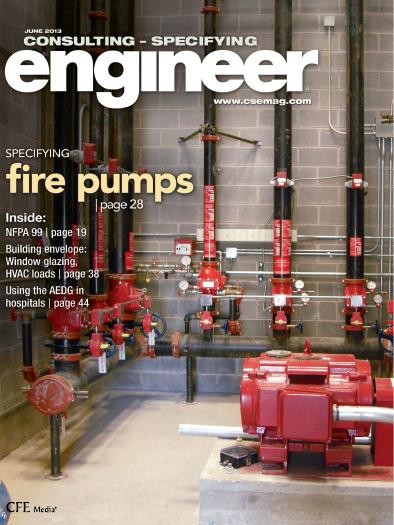 JUNE 2013
CONSULTING - SPECIFYING
engineer
www.csemag.com
SPECIFYING
fire pumps
| page 28
Inside:
NFPA 99 | page 19
Building envelope:
Window glazing,
HVAC loads | page 38
Using the AEDG in
hospitals | page 44
CFE Media®